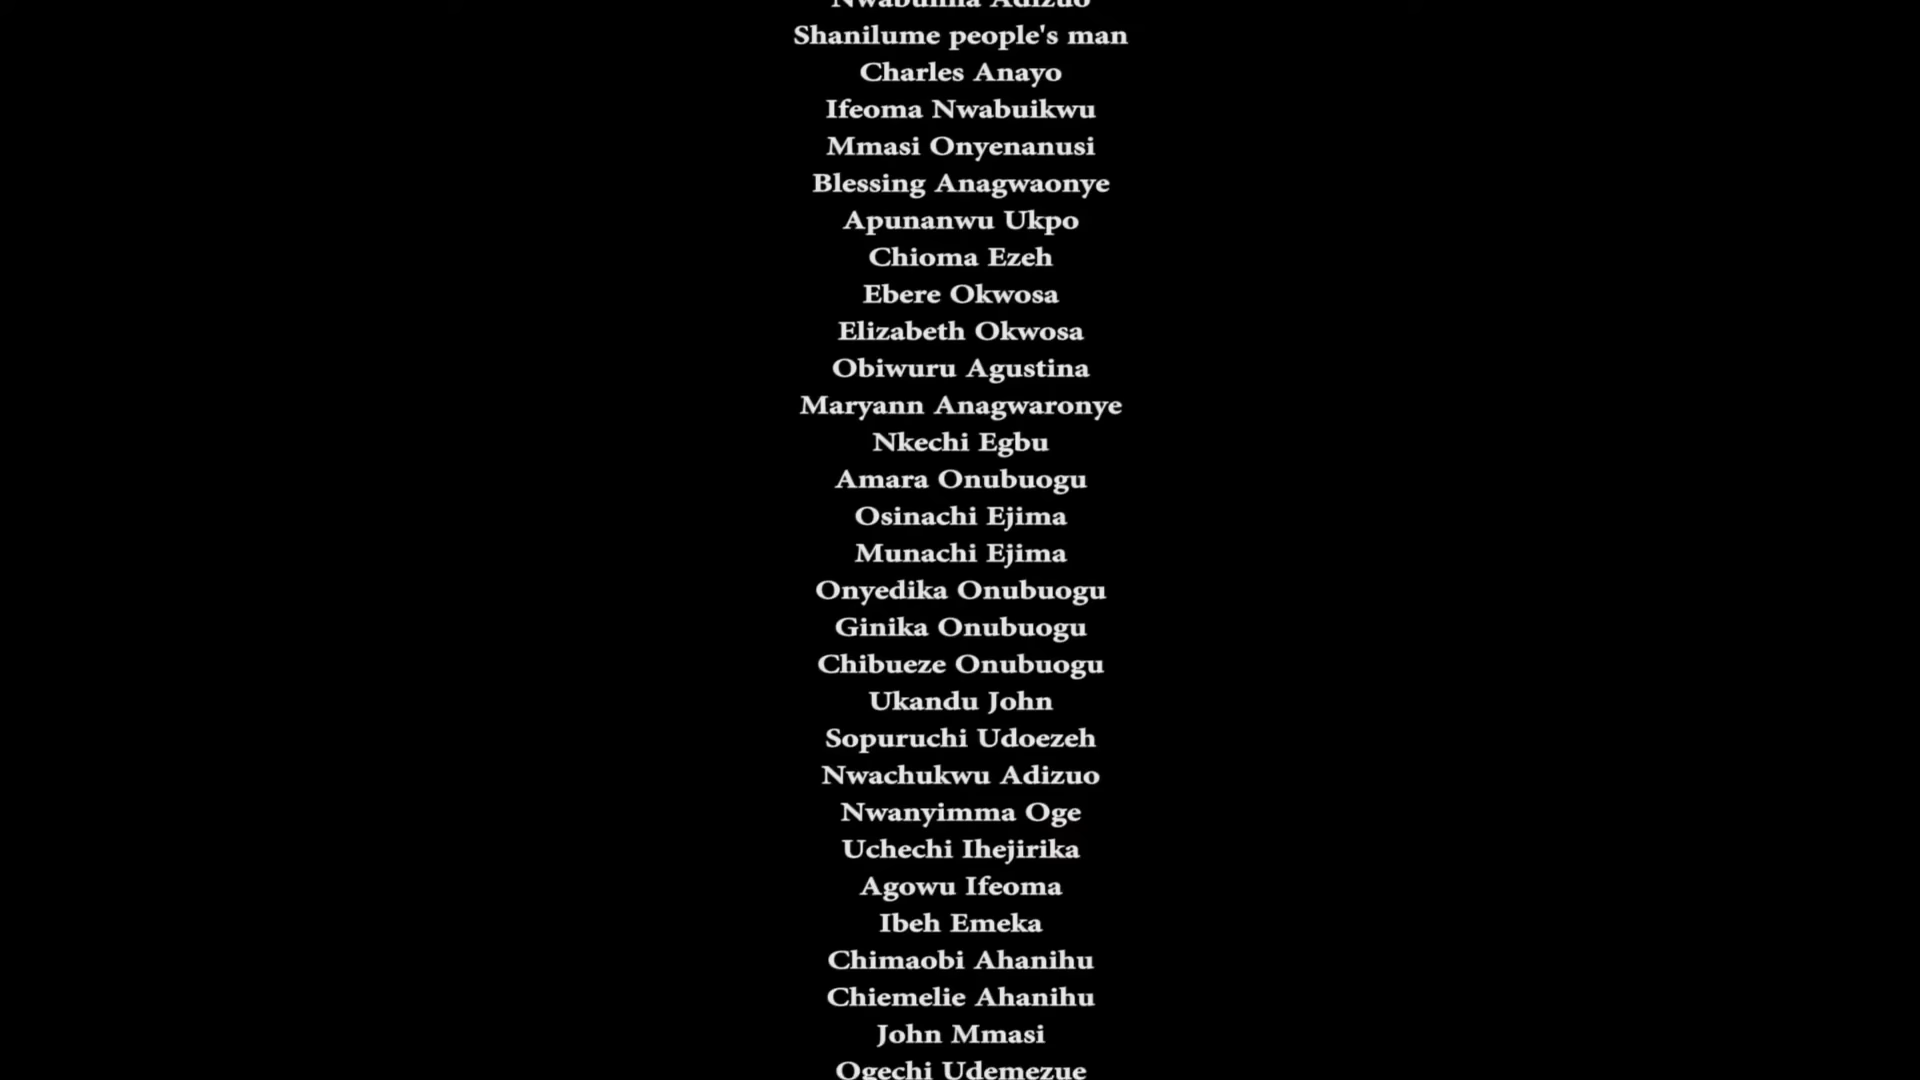 Nwabunna Adizuo
Shanilume people's man
Charles Anayo
Ifeoma Nwabuikwu
Mmasi Onyenanusi
Blessing Anagwaonye
Apunanwu Ukpo
Chioma Ezeh
Ebere Okwosa
Elizabeth Okwosa
Obiwuru Agustina
Maryann Anagwaronye
Nkechi Egbu
Amara Onubuogu
Osinachi Ejima
Munachi Ejima
Onyedika Onubuogu
Ginika Onubuogu
Chibueze Onubuogu
Ukandu John
Sopuruchi Udoezeh
Nwachukwu Adizuo
Nwanyimma Oge
Uchechi Ihejirika
Agowu Ifeoma
Ibeh Emeka
Chimaobi Ahanihu
Chiemelie Ahanihu
John Mmasi
Ogechi Udemezue